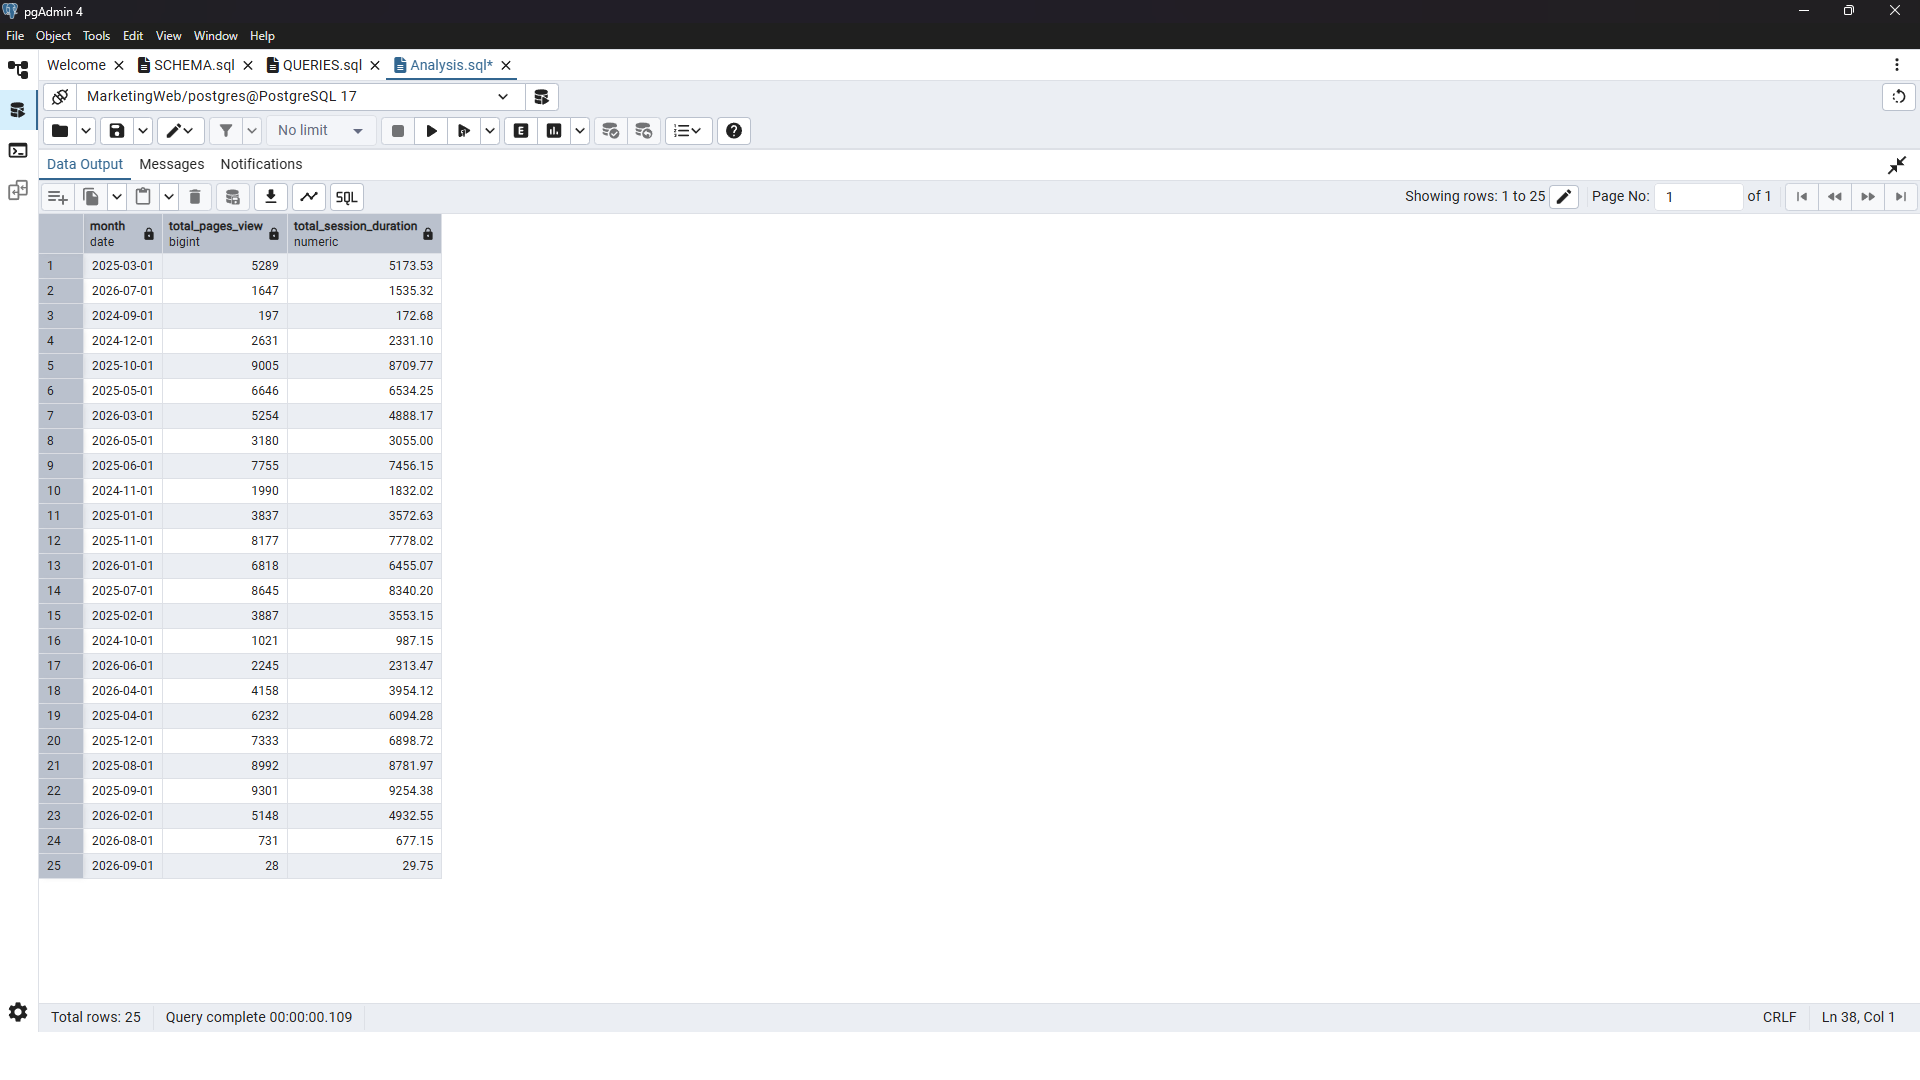 pgAdmin 4
File Object Tools Edit View Window Help
Welcome SCHEMA.sql QUERIES.sql Analysis.sql*
MarketingWeb/postgres@PostgreSQL 17
No limit E
Data Output Messages Notifications
SQL Showing rows: 1 to 25 Page No: 1 of 1
month total_pages_view total_session_duration
date bigint numeric
1 2025-03-01 5289 5173.53
2 2026-07-01 1647 1535.32
3 2024-09-01 197 172.68
4 2024-12-01 2631 2331.10
5 2025-10-01 9005 8709.77
6 2025-05-01 6646 6534.25
7 2026-03-01 5254 4888.17
8 2026-05-01 3180 3055.00
9 2025-06-01 7755 7456.15
10 2024-11-01 1990 1832.02
11 2025-01-01 3837 3572.63
12 2025-11-01 8177 7778.02
13 2026-01-01 6818 6455.07
14 2025-07-01 8645 8340.20
15 2025-02-01 3887 3553.15
16 2024-10-01 1021 987.15
17 2026-06-01 2245 2313.47
18 2026-04-01 4158 3954.12
19 2025-04-01 6232 6094.28
20 2025-12-01 7333 6898.72
21 2025-08-01 8992 8781.97
22 2025-09-01 9301 9254.38
23 2026-02-01 5148 4932.55
24 2026-08-01 731 677.15
25 2026-09-01 28 29.75
Total rows: 25 Query complete 00:00:00.109 CRLF Ln 38, Col 1